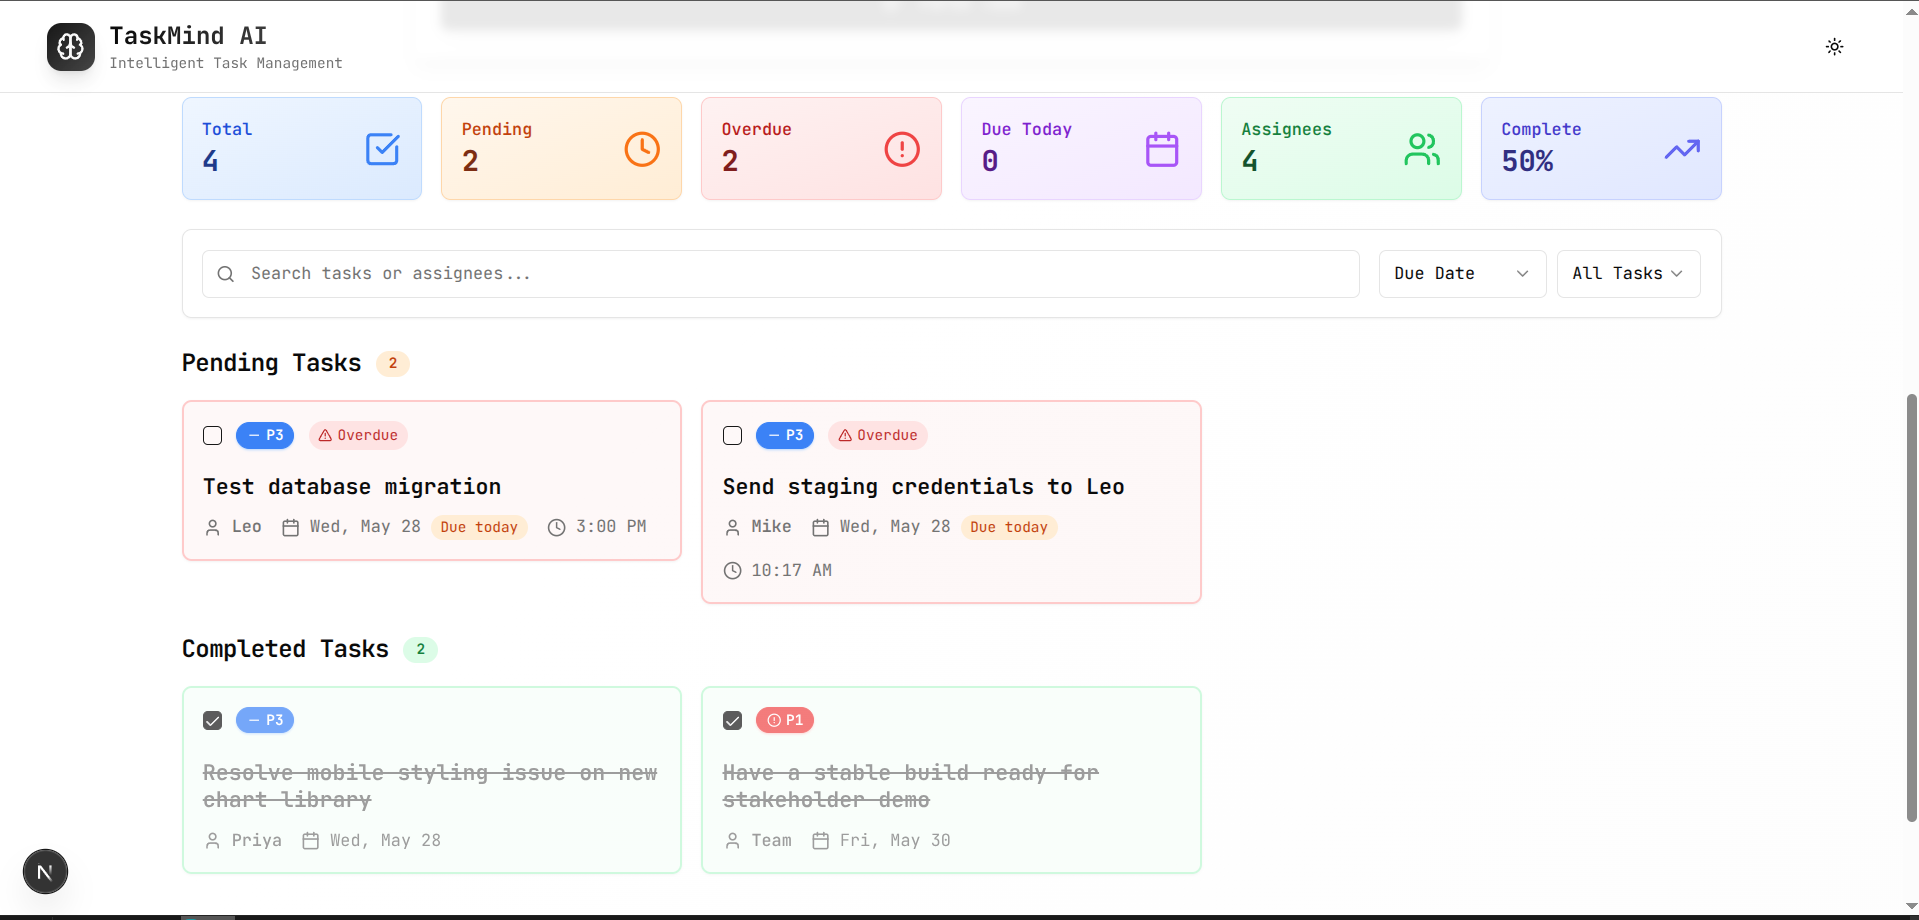 TaskMind AI
Intelligent Task Management
Total
4
Pending
2
Overdue
2
Due Today
0
Assignees
4
Complete
50%
Search tasks or assignees...
Due Date
All Tasks
Pending Tasks 2
P3 Overdue
Test database migration
Leo Wed, May 28 Due today 3:00 PM
P3 Overdue
Send staging credentials to Leo
Mike Wed, May 28 Due today
10:17 AM
Completed Tasks 2
P3
Resolve mobile styling issue on new
chart library
Priya Wed, May 28
P1
Have a stable build ready for
stakeholder demo
Team Fri, May 30
N